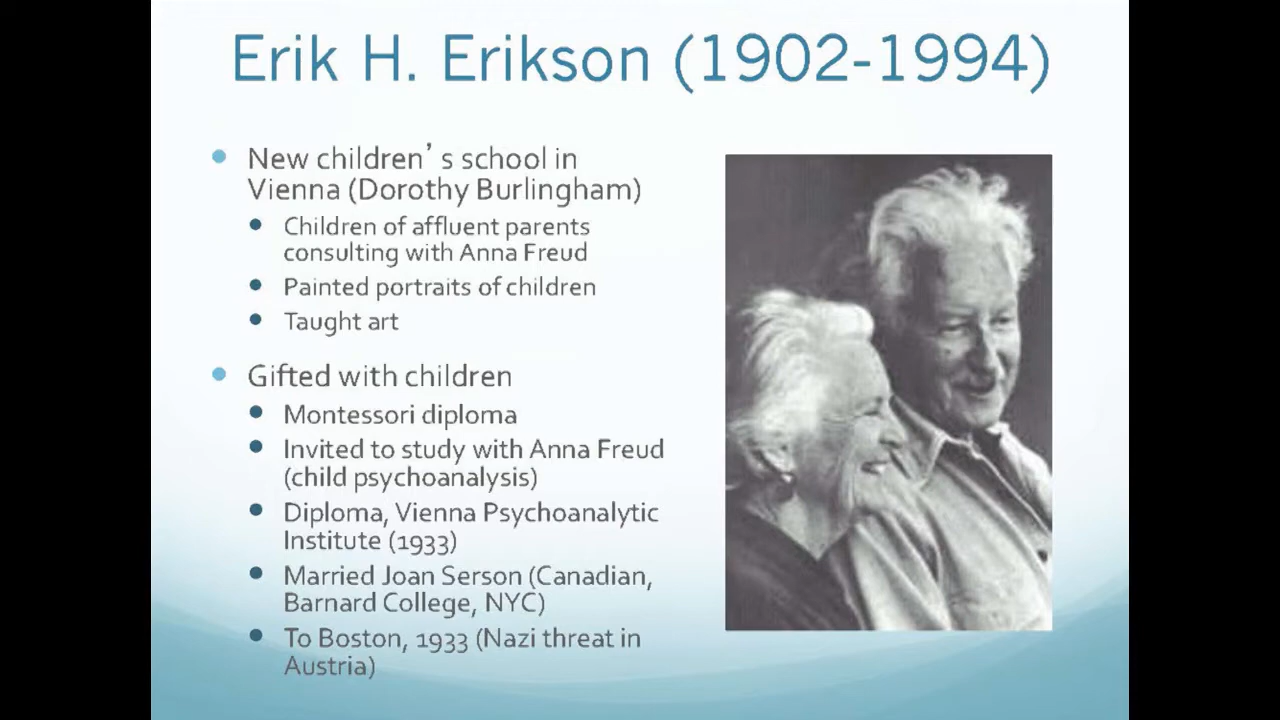 Erik H. Erikson (1902-1994)
New children’s school in
Vienna (Dorothy Burlingham)
Children of affluent parents
consulting with Anna Freud
Painted portraits of children
Taught art
Gifted with children
Montessori diploma
Invited to study with Anna Freud
(child psychoanalysis)
Diploma, Vienna Psychoanalytic
Institute (1933)
Married Joan Serson (Canadian,
Barnard College, NYC)
To Boston, 1933 (Nazi threat in
Austria)